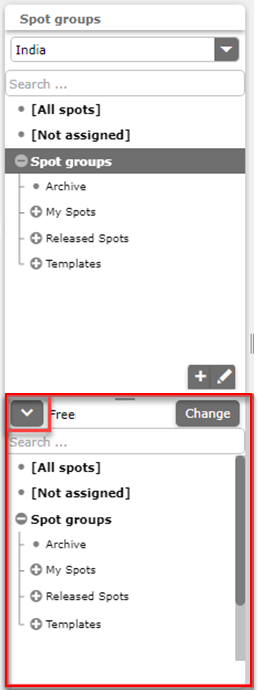 Spot groups
India
Search ...
[All spots]
[Not assigned]
Spot groups
Archive
My Spots
Released Spots
Templates
Free
Change
Search ...
[All spots]
[Not assigned]
Spot groups
Archive
My Spots
Released Spots
Templates